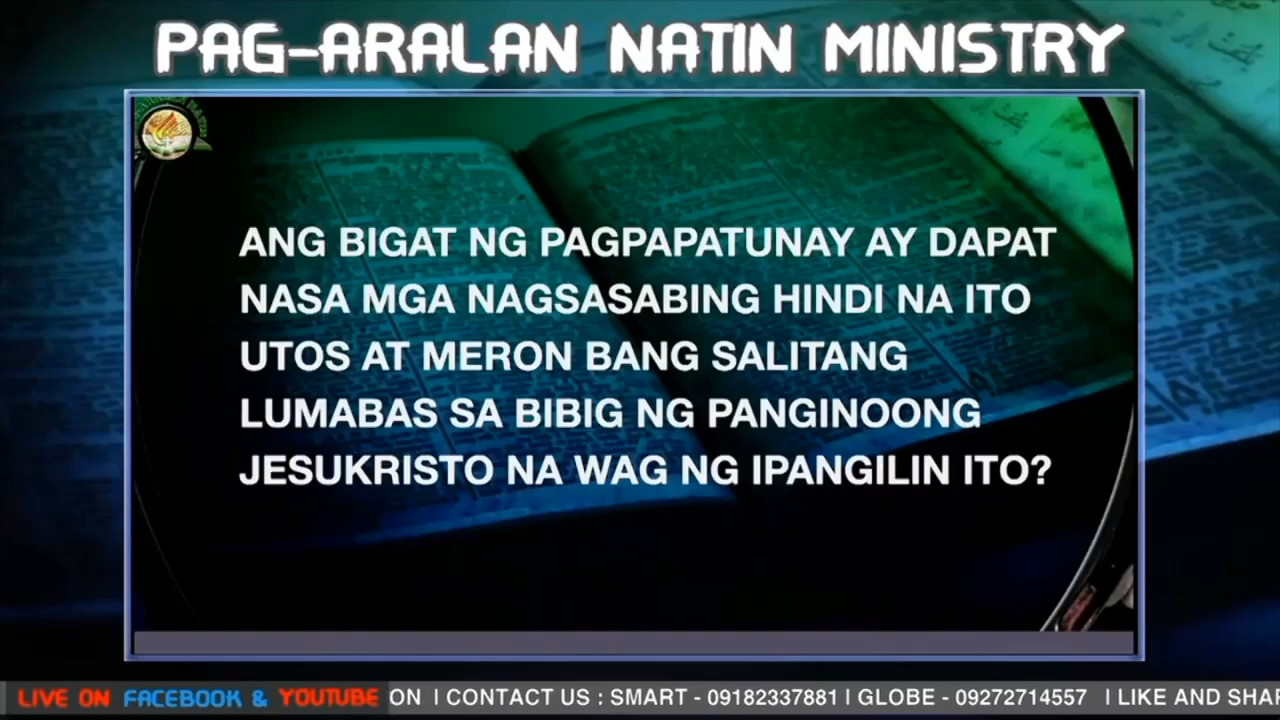 PAG-ARALAN NATIN MINISTRY
ANG BIGAT NG PAGPAPATUNAY AY DAPAT
NASA MGA NAGSASABING HINDI NA ITO
UTOS AT MERON BANG SALITANG
LUMABAS SA BIBIG NG PANGINOONG
JESUKRISTO NA WAG NG IPANGILIN ITO?
LIVE ON FACEBOOK & YOUTUBE ON I CONTACT US : SMART - 09182337881 I GLOBE - 09272714557 I LIKE AND SHAR